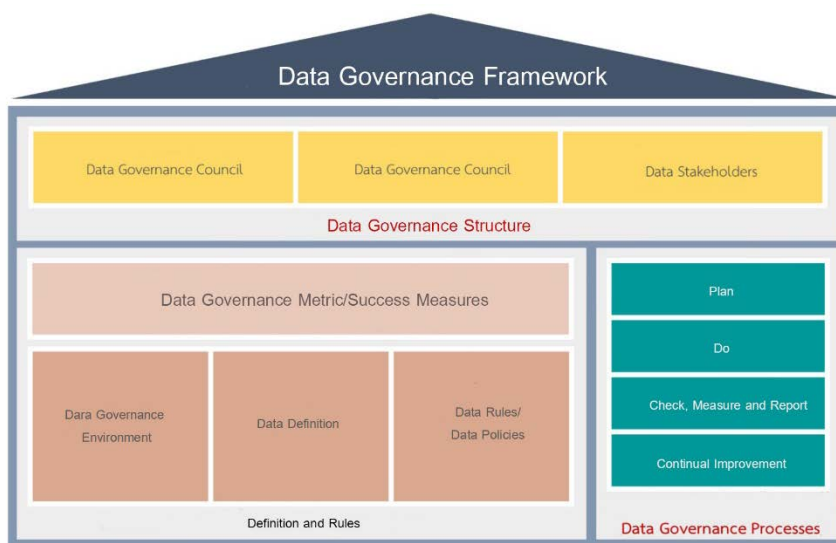 Data Governance Framework
Data Governance Council
Data Governance Council
Data Stakeholders
Data Governance Structure
Data Governance Metric/Success Measures
Dara Governance
Environment
Data Definition
Data Rules/
Data Policies
Definition and Rules
Plan
Do
Check, Measure and Report
Continual Improvement
Data Governance Processes